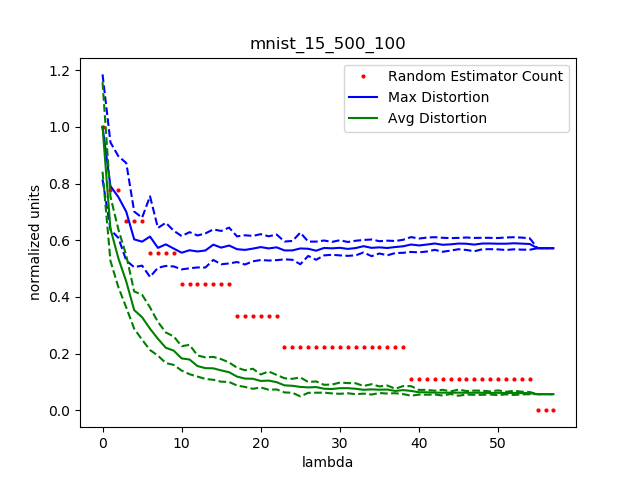 mnist_15_500_100
Random Estimator Count
Max Distortion
Avg Distortion
normalized units
1.2
1.0
0.8
0.6
0.4
0.2
0.0
0 10 20 30 40 50
lambda